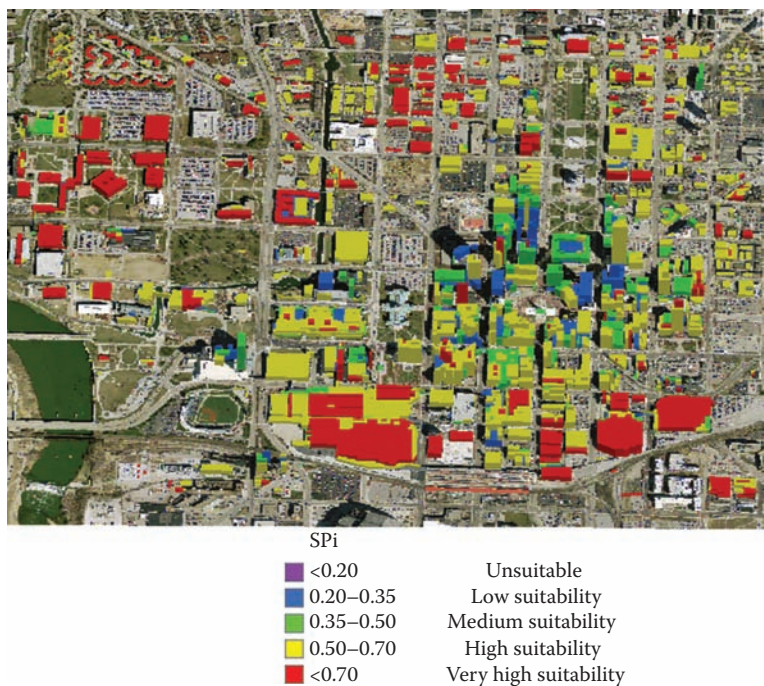 SPi
<0.20 Unsuitable
0.20–0.35 Low suitability
0.35–0.50 Medium suitability
0.50–0.70 High suitability
<0.70 Very high suitability